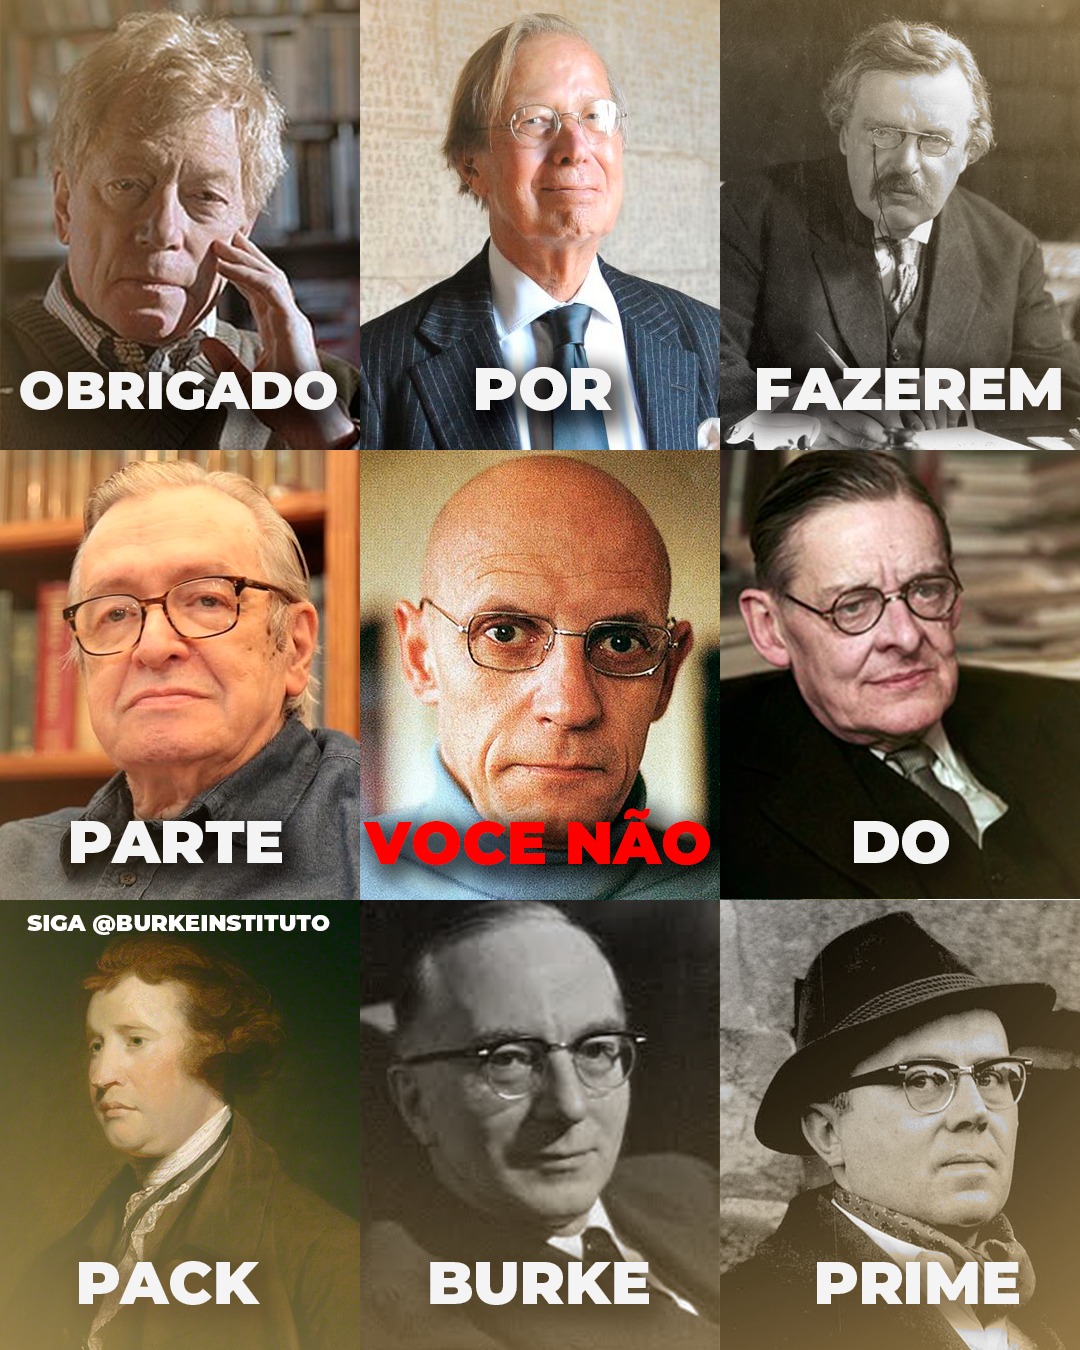 OBRIGADO
POR
FAZEREM
PARTE
VOCE NÃO
DO
SIGA @BURKEINSTITUTO
PACK
BURKE
PRIME